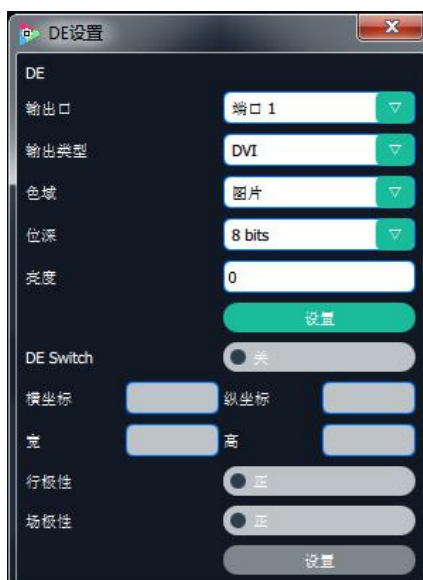 DE设置
DE
输出口 端口 1
输出类型 DVI
色域 图片
位深 8 bits
亮度 0
设置
DE Switch 关
横坐标 纵坐标
宽 高
行极性 正
场极性 正
设置